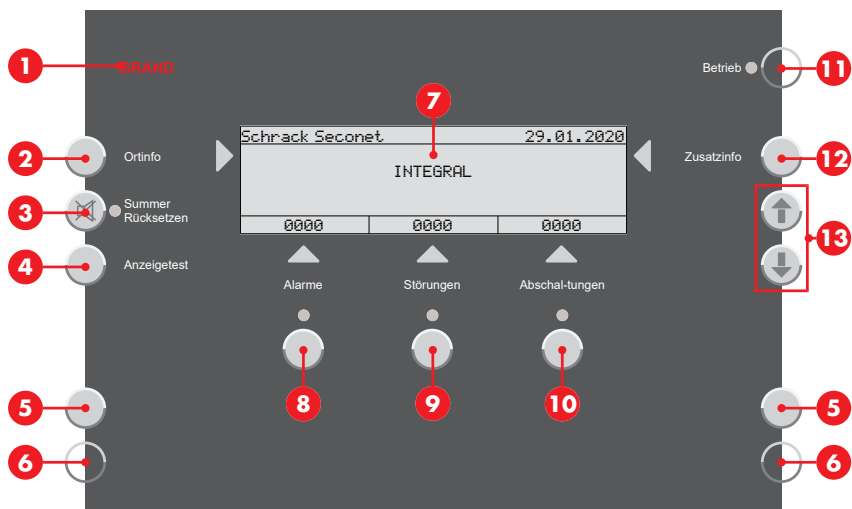 1
BRAND
Betrieb
11
7
Schrack Seconet 29.01.2020
2
Ortinfo
Zusatzinfo
12
INTEGRAL
3
Summer
Rücksetzen
13
0000 0000 0000
4
Anzeigetest
Alarme
Störungen
Abschal-tungen
8
9
10
5
5
6
6